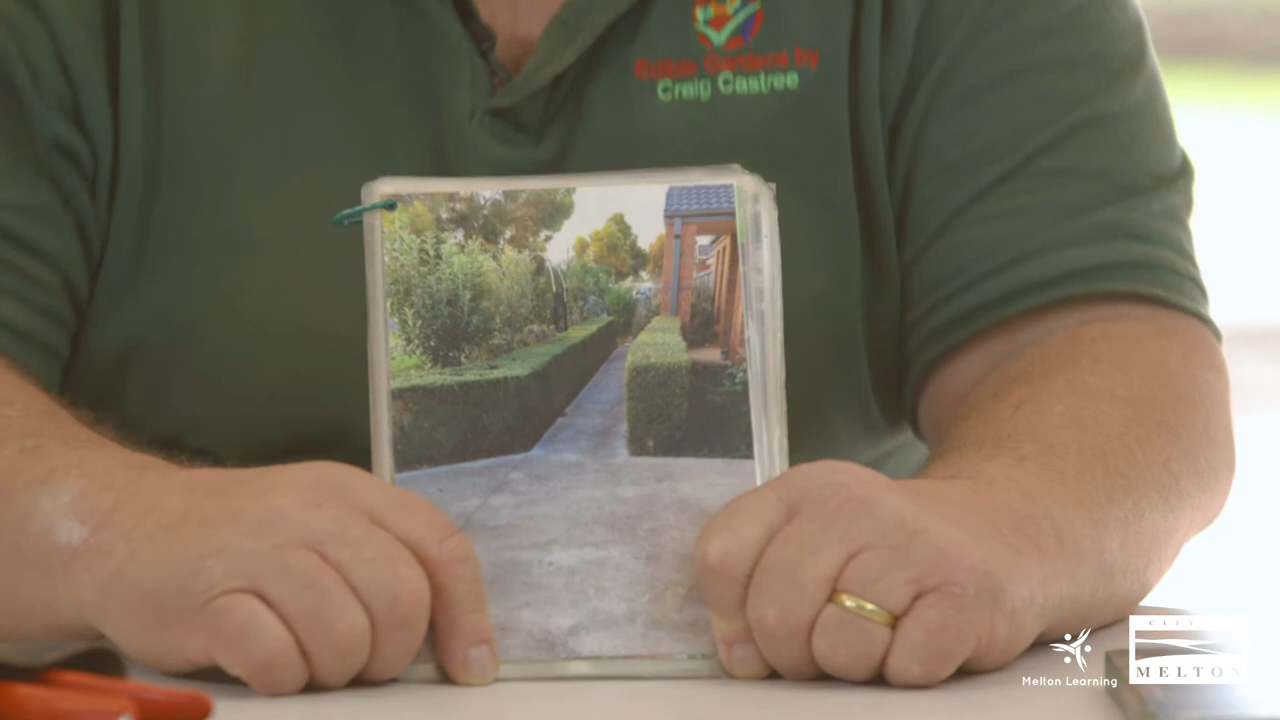 Edible Gardens by
Craig Castree
Melton Learning
CITY
MELTON